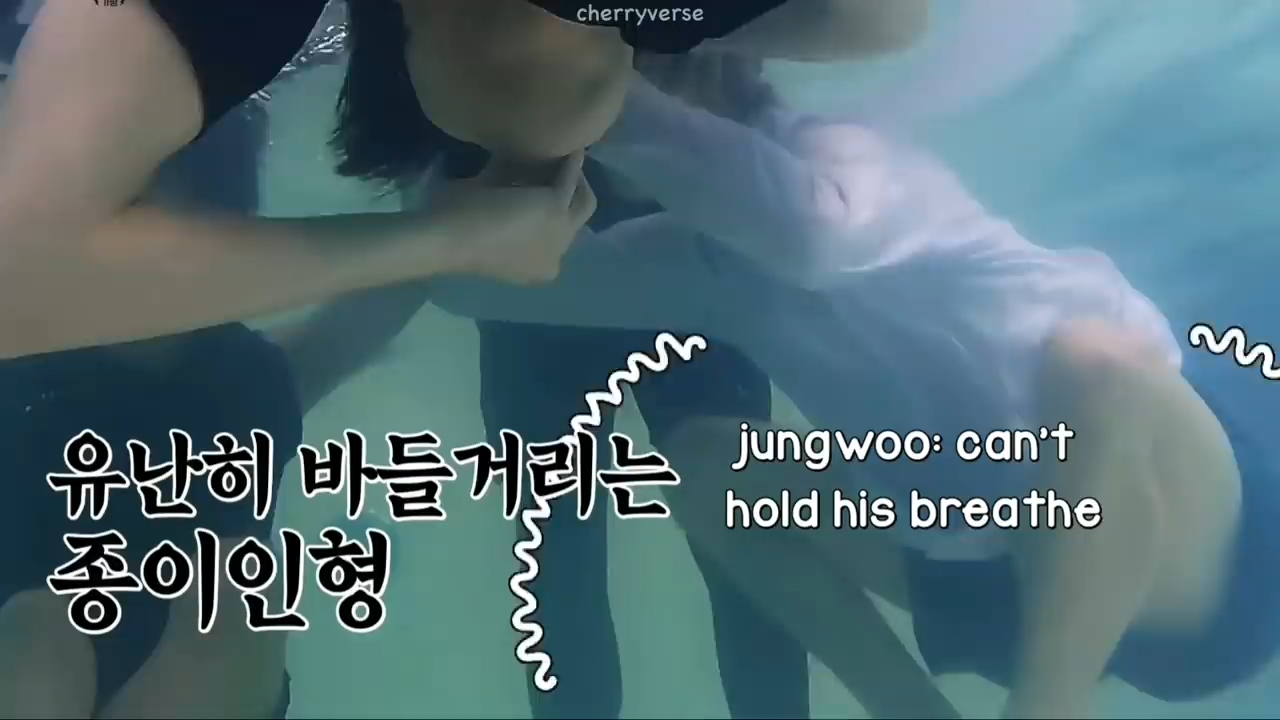 cherryverse
유난히 바들거리는
종이인형
jungwoo: can't
hold his breathe